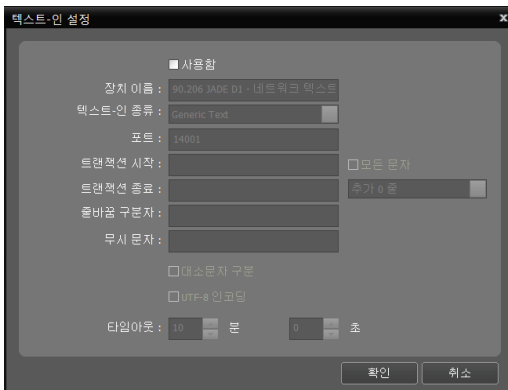 텍스트-인 설정 x
사용함
장치 이름 : 90.206 JADE D1 - 네트워크 텍스트
텍스트-인 종류 : Generic Text
포트 : 14001
트랜잭션 시작 : 모든 문자
트랜잭션 종료 : 추가 0 줄
줄바꿈 구분자 :
무시 문자 :
대소문자 구분
UTF-8 인코딩
타임아웃 : 10 분 0 초
확인 취소